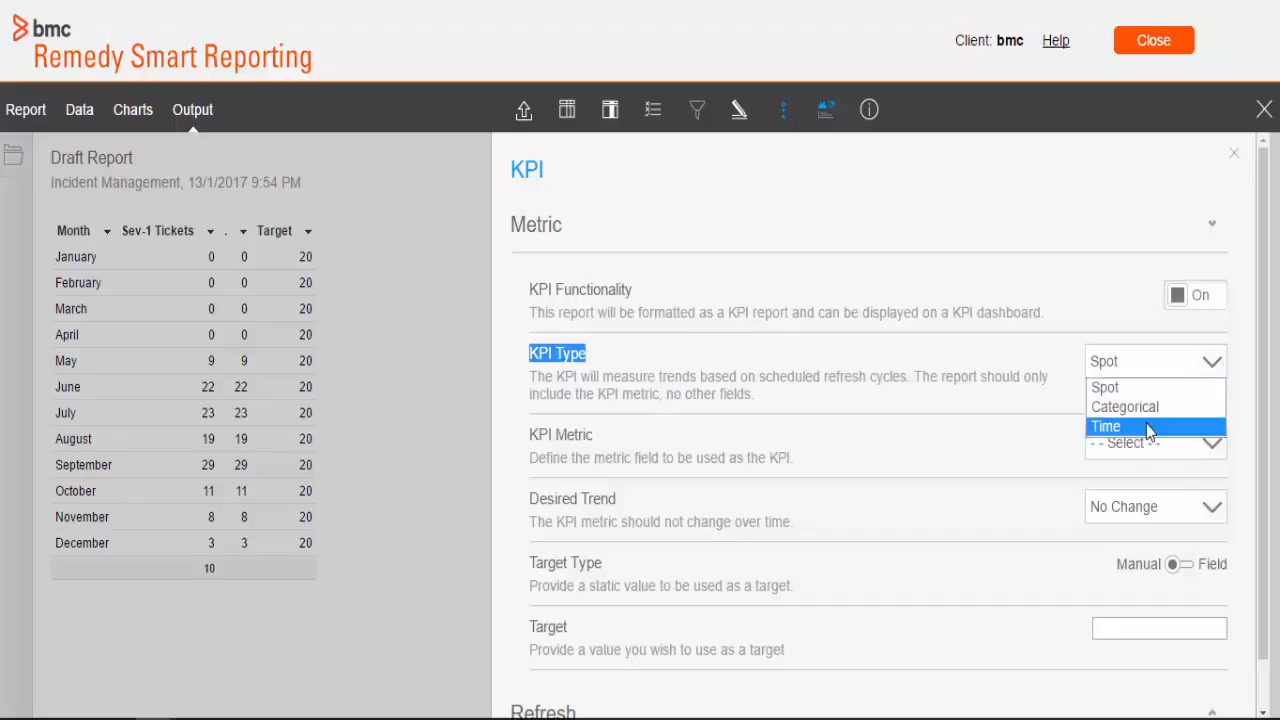 bmc
Remedy Smart Reporting
Client: bmc Help Close
Report Data Charts Output
Draft Report
Incident Management, 13/1/2017 9:54 PM
Month Sev-1 Tickets . Target
January 0 0 20
February 0 0 20
March 0 0 20
April 0 0 20
May 9 9 20
June 22 22 20
July 23 23 20
August 19 19 20
September 29 29 20
October 11 11 20
November 8 8 20
December 3 3 20
10
KPI
Metric
KPI Functionality
This report will be formatted as a KPI report and can be displayed on a KPI dashboard.
On
KPI Type
The KPI will measure trends based on scheduled refresh cycles. The report should only
include the KPI metric, no other fields.
Spot
Spot
Categorical
Time
KPI Metric
Define the metric field to be used as the KPI.
- - Select - -
Desired Trend
The KPI metric should not change over time.
No Change
Target Type
Provide a static value to be used as a target.
Manual Field
Target
Provide a value you wish to use as a target
Refresh